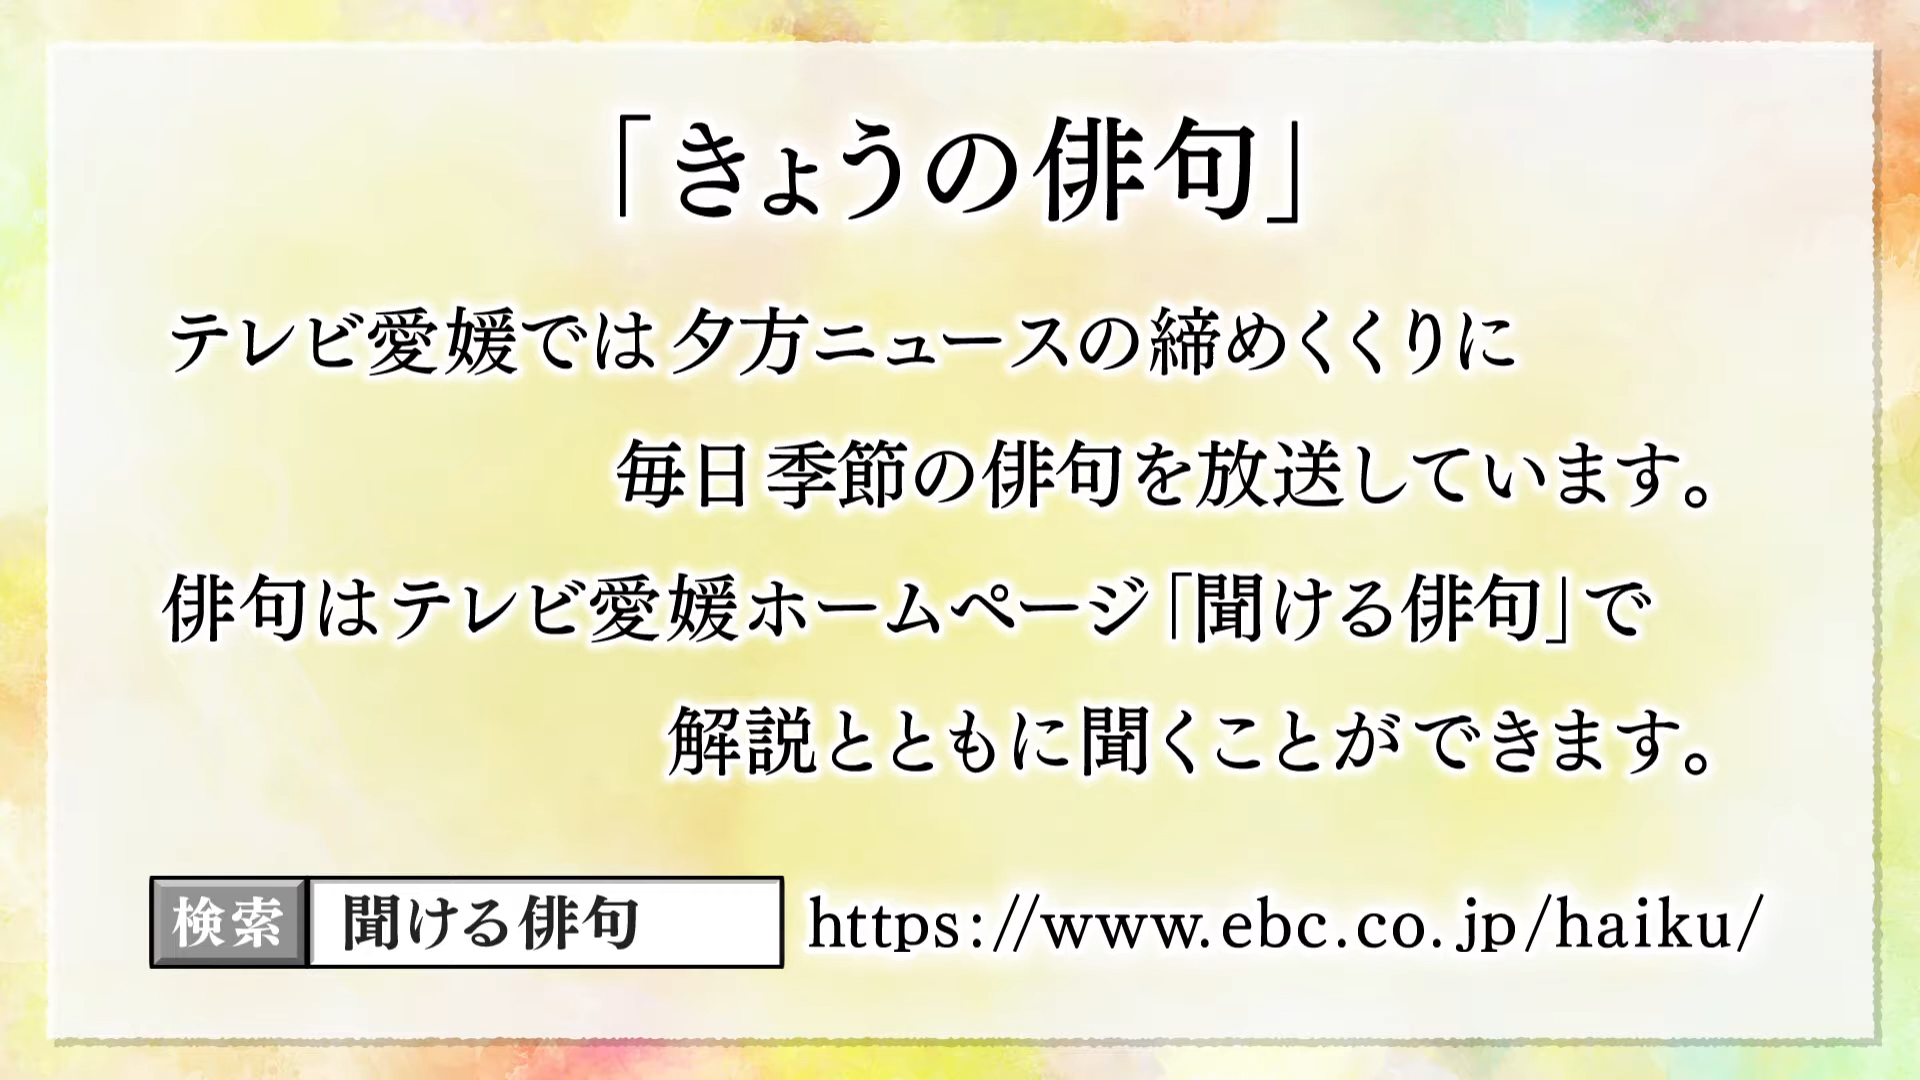 「きょうの俳句」
テレビ愛媛では夕方ニュースの締めくくりに
毎日季節の俳句を放送しています。
俳句はテレビ愛媛ホームページ「聞ける俳句」で
解説とともに聞くことができます。
検索 聞ける俳句 https://www.ebc.co.jp/haiku/